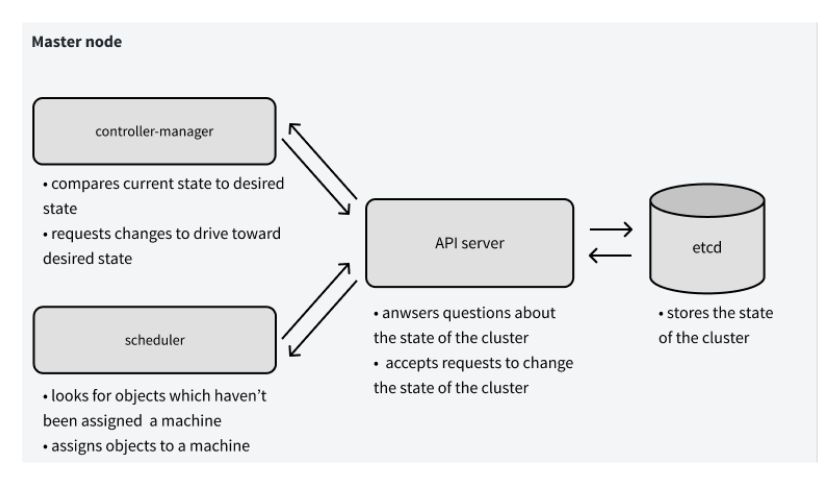 Master node
controller-manager
• compares current state to desired
state
• requests changes to drive toward
desired state
API server
• anwsers questions about
the state of the cluster
• accepts requests to change
the state of the cluster
etcd
• stores the state
of the cluster
scheduler
• looks for objects which haven't
been assigned a machine
• assigns objects to a machine